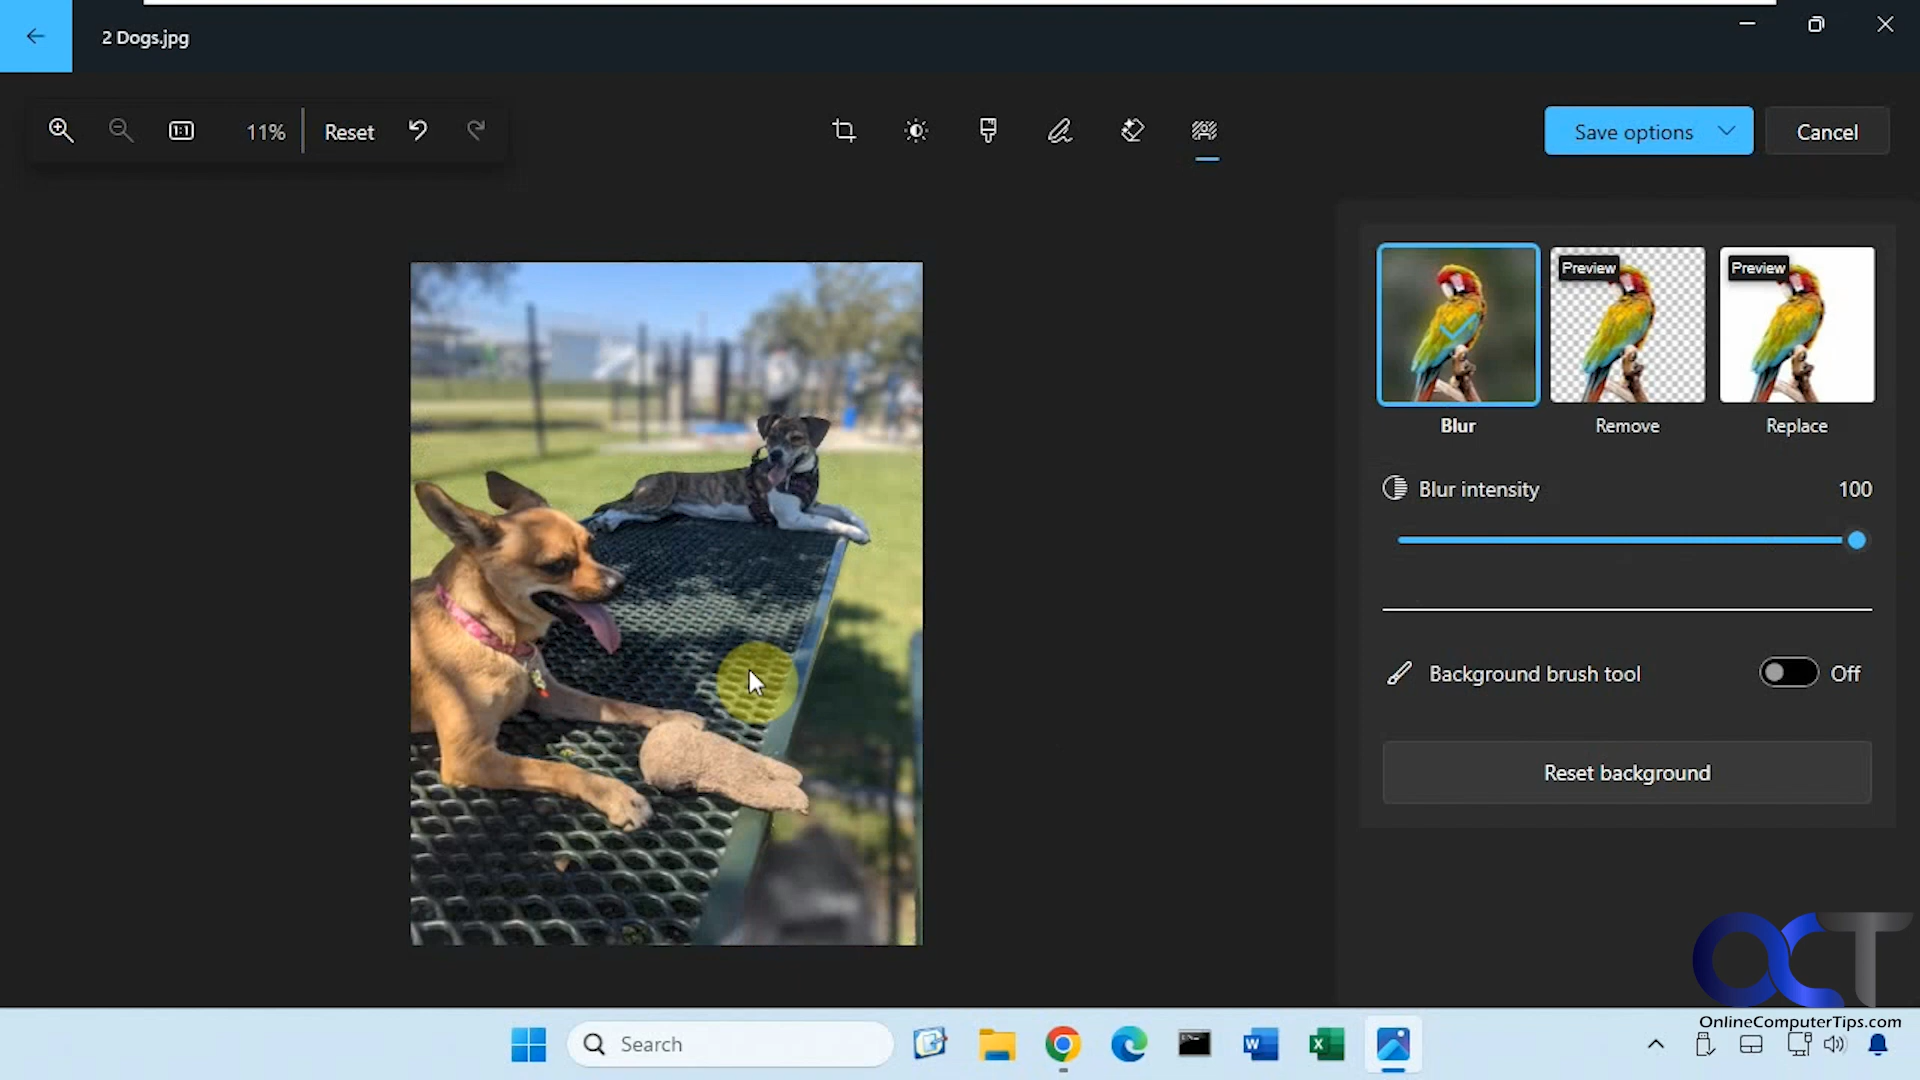 2 Dogs.jpg
11%
Reset
Save options
Cancel
Preview
Preview
Blur
Remove
Replace
Blur intensity
100
Background brush tool
Off
Reset background
OCT
OnlineComputerTips.com
Search